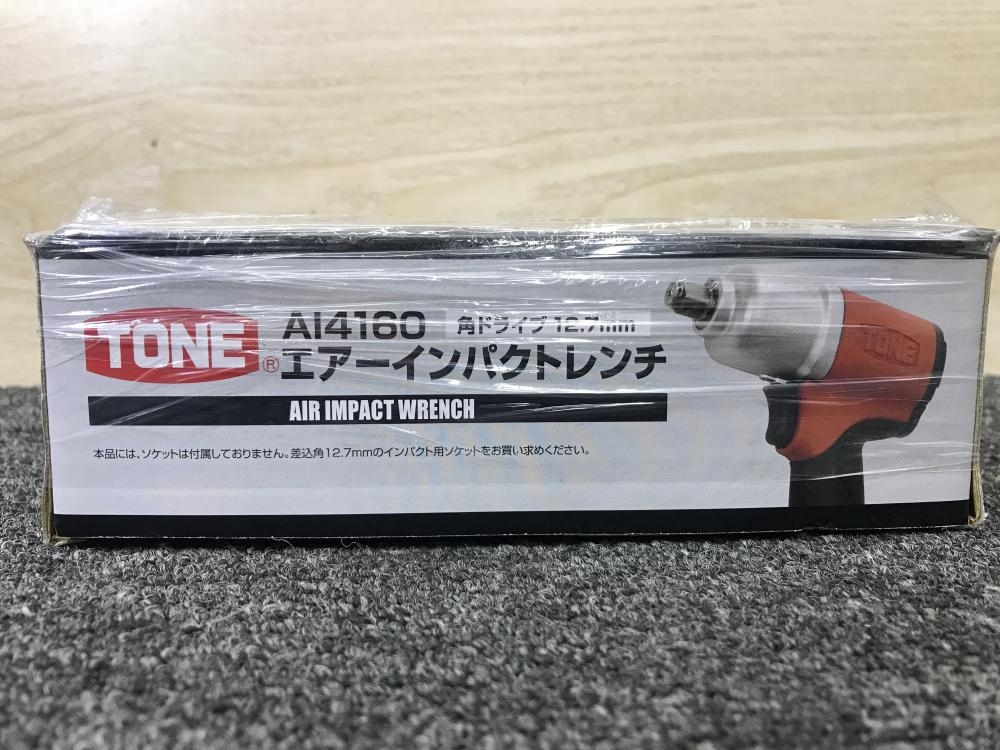 TONE®
AI4160 角ドライブ 12.7mm
エアーインパクトレンチ
AIR IMPACT WRENCH
本品には、ソケットは付属しておりません。差込角12.7mmのインパクト用ソケットをお買い求めください。
TONE